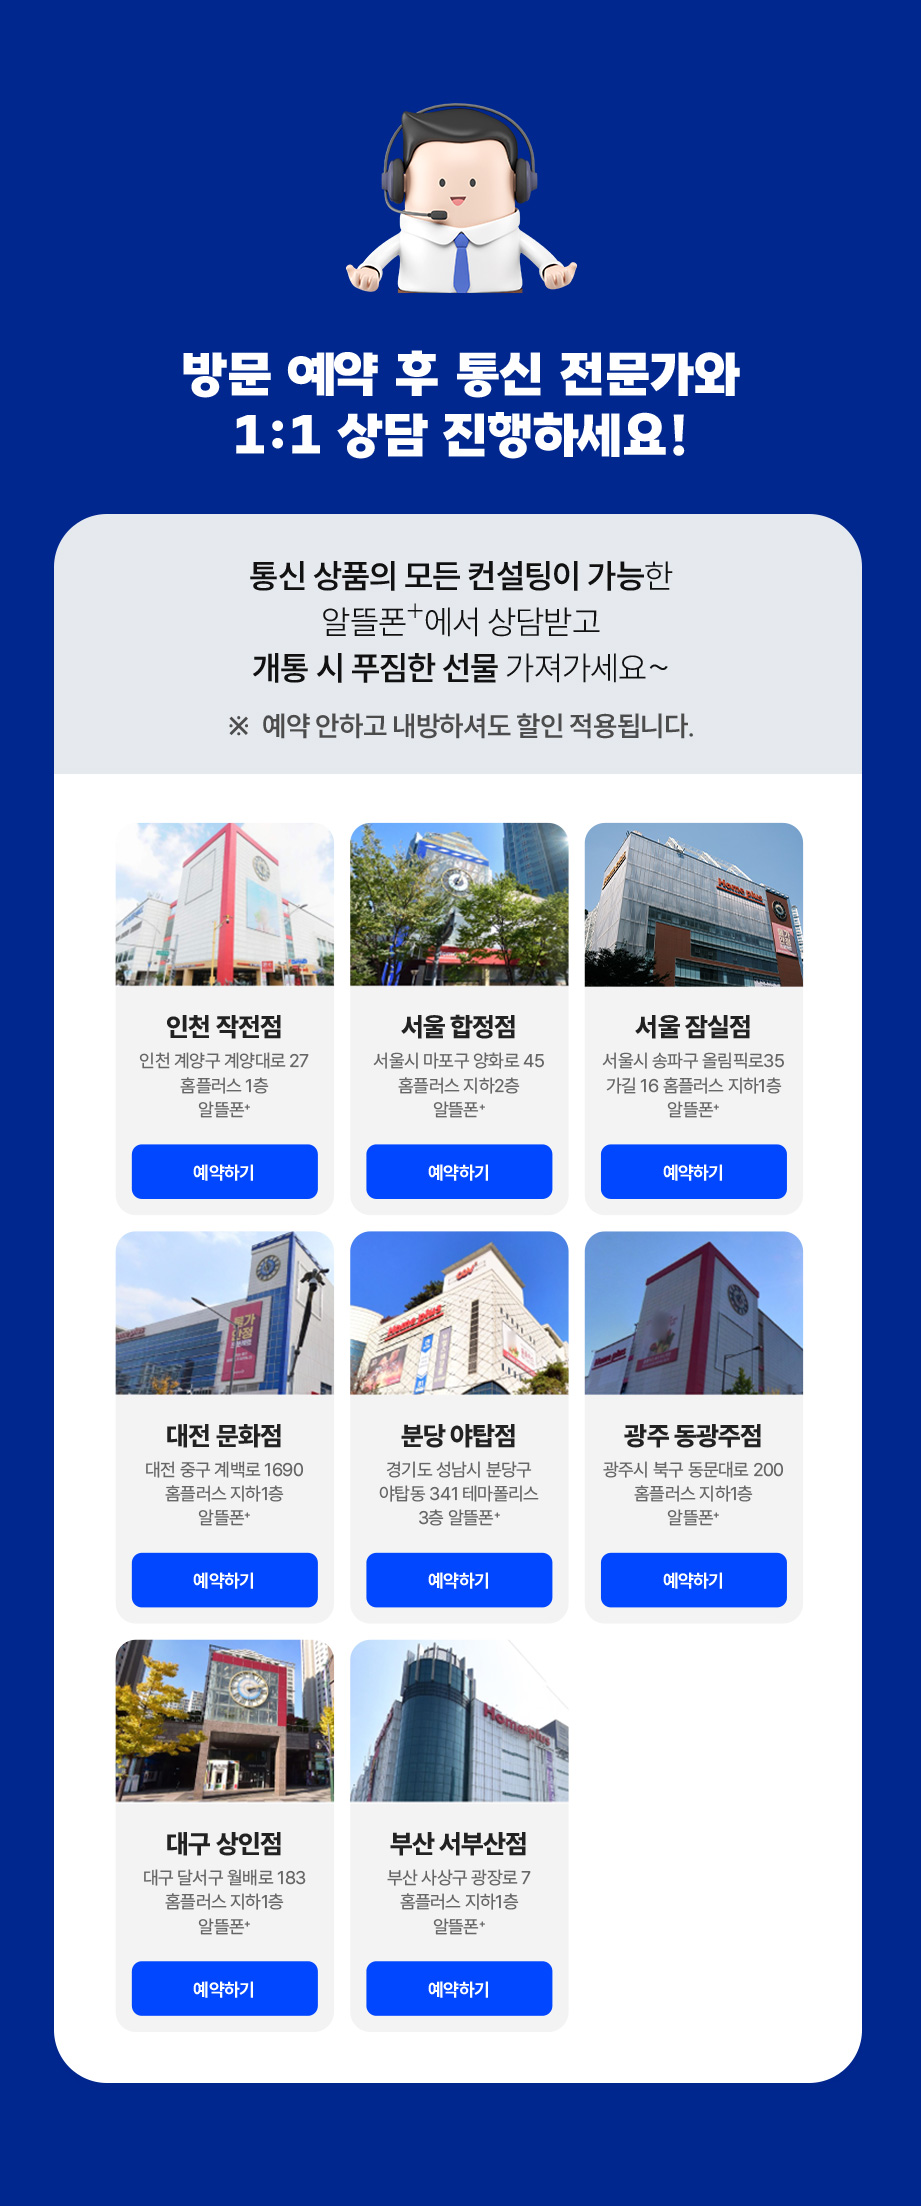 방문 예약 후 통신 전문가와
1:1 상담 진행하세요!
통신 상품의 모든 컨설팅이 가능한
알뜰폰⁺에서 상담받고
개통 시 푸짐한 선물 가져가세요~
※ 예약 안하고 내방하셔도 할인 적용됩니다.
인천 작전점
인천 계양구 계양대로 27
홈플러스 1층
알뜰폰⁺
예약하기
서울 합정점
서울시 마포구 양화로 45
홈플러스 지하2층
알뜰폰⁺
예약하기
Home plus
서울 잠실점
서울시 송파구 올림픽로35
가길 16 홈플러스 지하1층
알뜰폰⁺
예약하기
대전 문화점
대전 중구 계백로 1690
홈플러스 지하1층
알뜰폰⁺
예약하기
CGV
Home plus
분당 야탑점
경기도 성남시 분당구
야탑동 341 테마폴리스
3층 알뜰폰⁺
예약하기
Home plus
광주 동광주점
광주시 북구 동문대로 200
홈플러스 지하1층
알뜰폰⁺
예약하기
대구 상인점
대구 달서구 월배로 183
홈플러스 지하1층
알뜰폰⁺
예약하기
Home plus
부산 서부산점
부산 사상구 광장로 7
홈플러스 지하1층
알뜰폰⁺
예약하기